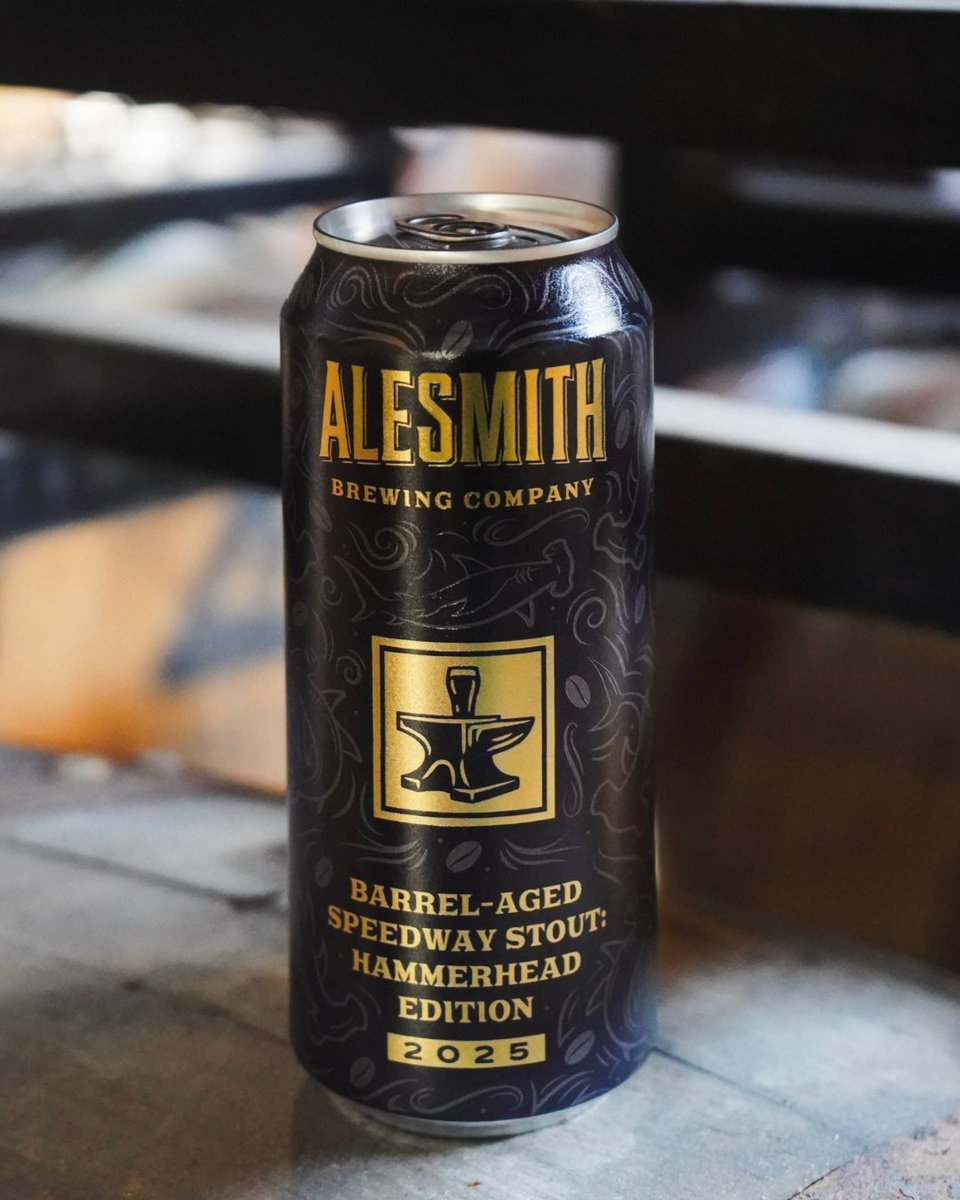 ALESMITH
BREWING COMPANY
BARREL-AGED
SPEEDWAY STOUT:
HAMMERHEAD
EDITION
2025